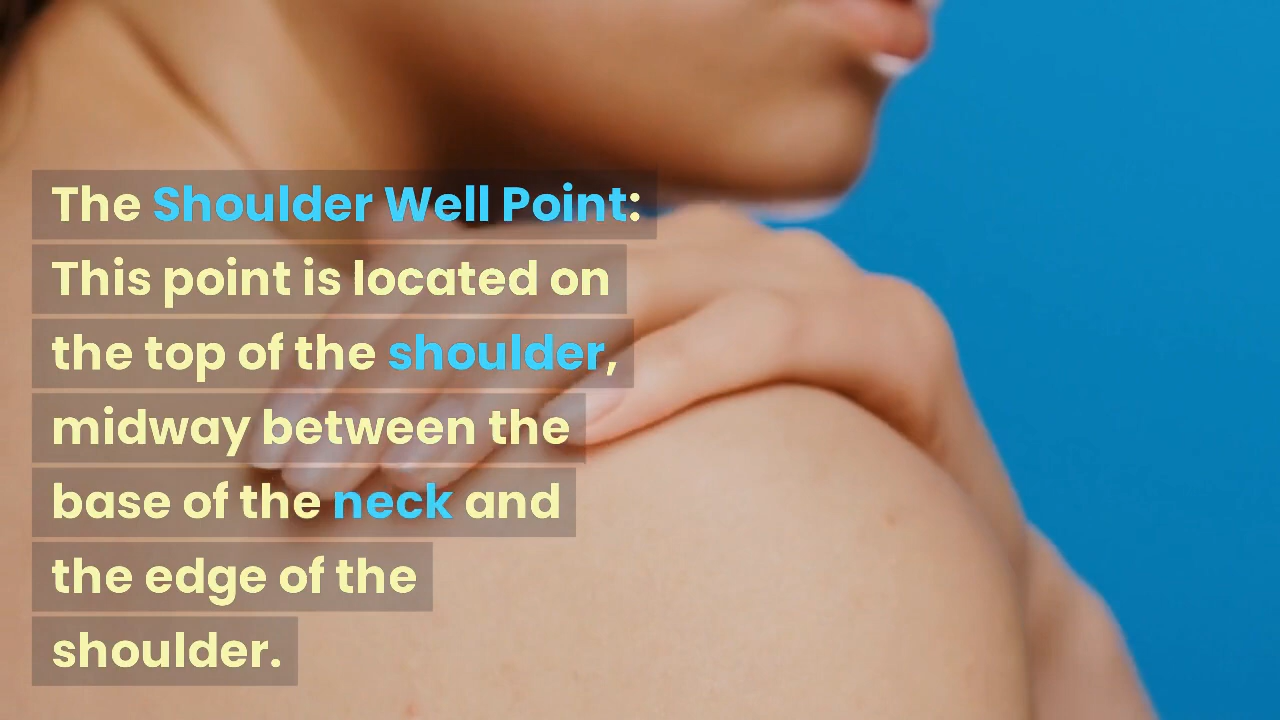 The Shoulder Well Point:
This point is located on
the top of the shoulder,
midway between the
base of the neck and
the edge of the
shoulder.